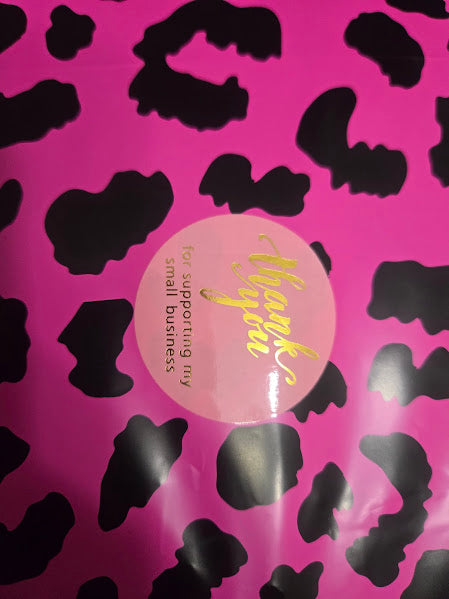 thank
you
for supporting my
small business